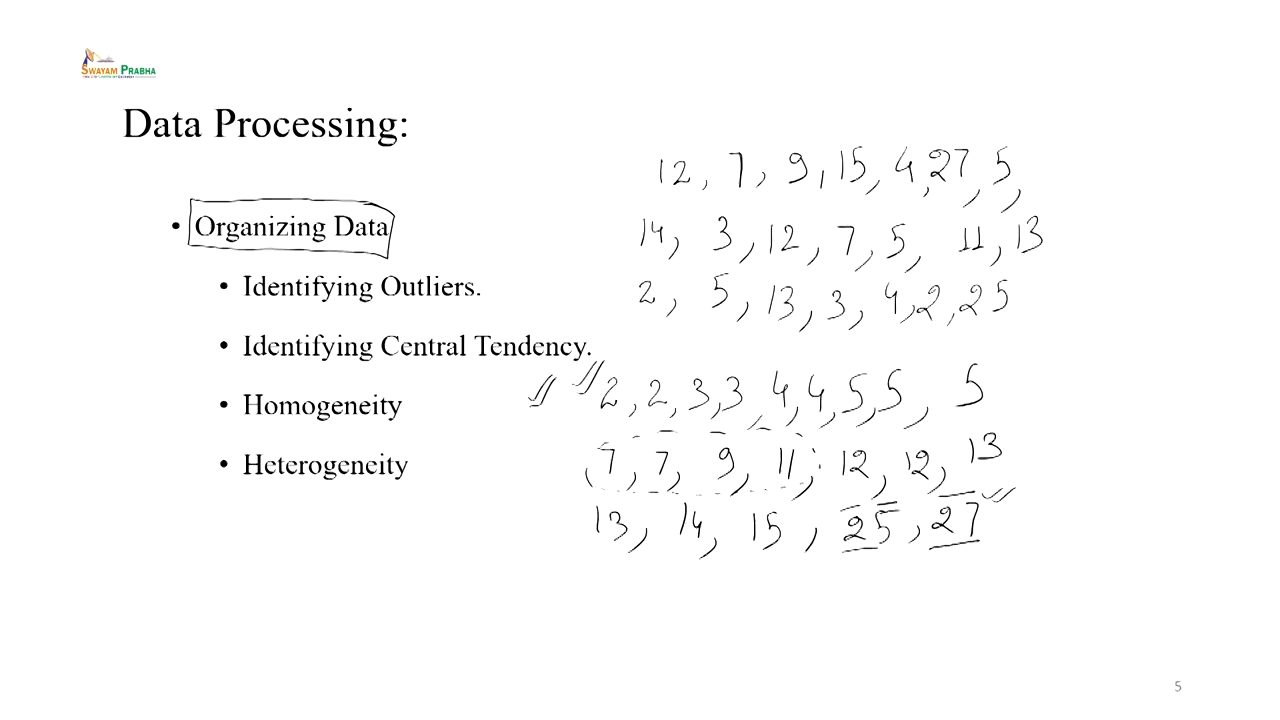 SWAYAM PRABHA
Data Processing:
• Organizing Data
• Identifying Outliers.
• Identifying Central Tendency.
• Homogeneity
• Heterogeneity
12, 7, 9, 15, 4, 27, 5,
14, 3, 12, 7, 5, 11, 13
2, 5, 13, 3, 4, 2, 25
2, 2, 3, 3, 4, 4, 5, 5, 5
7, 7, 9, 11, 12, 12, 13
13, 14, 15, 25, 27
5